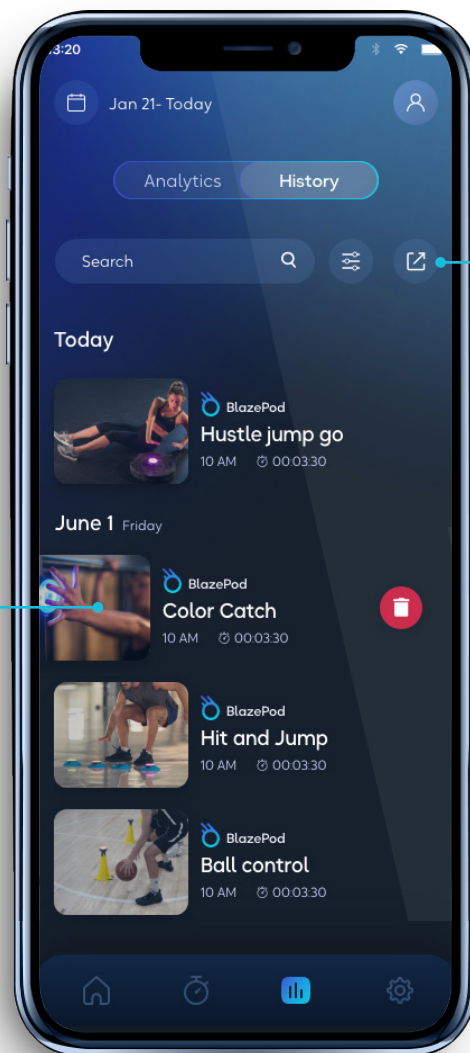 13:20
Jan 21- Today
Analytics History
Search
Today
BlazePod
Hustle jump go
10 AM 00:03:30
June 1 Friday
BlazePod
Color Catch
10 AM 00:03:30
BlazePod
Hit and Jump
10 AM 00:03:30
BlazePod
Ball control
10 AM 00:03:30